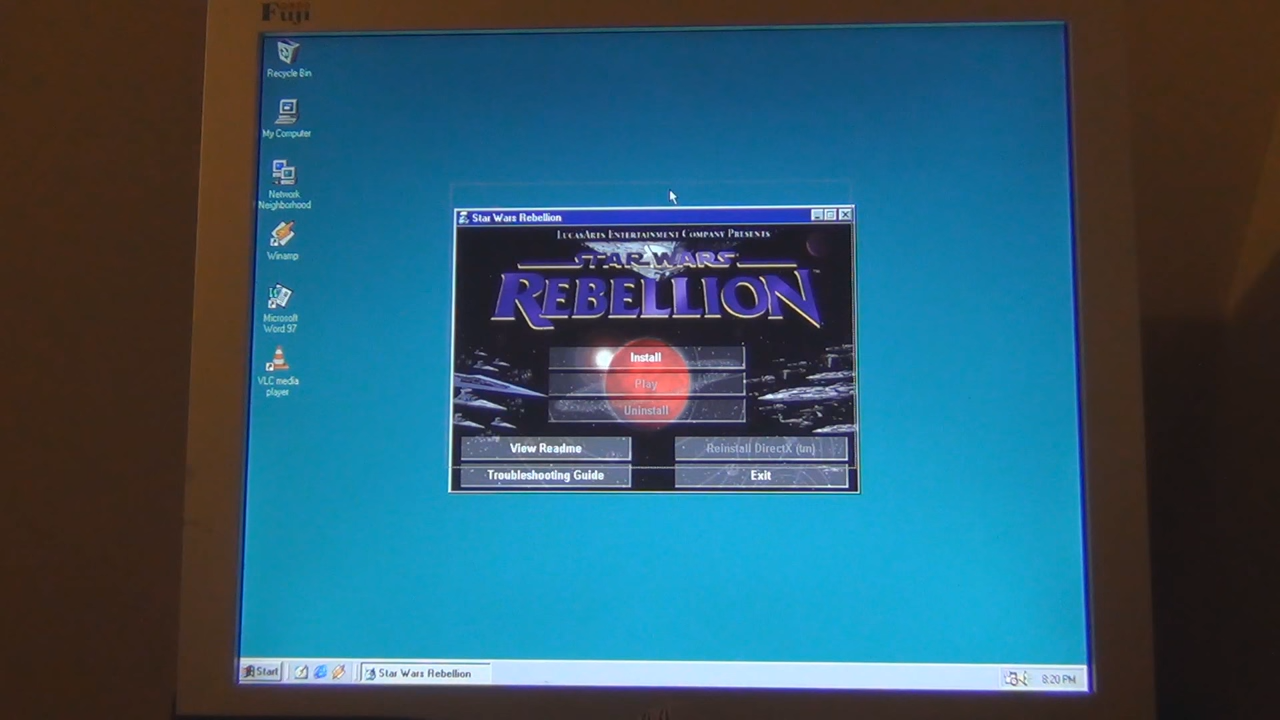 Fuji
Recycle Bin
My Computer
Network
Neighborhood
Winamp
Microsoft
Word 97
VLC media
player
Star Wars Rebellion
LucasArts Entertainment Company Presents
STAR WARS
REBELLION
Install
Play
Uninstall
View Readme
Reinstall DirectX (tm)
Troubleshooting Guide
Exit
Start
Star Wars Rebellion
8:20 PM